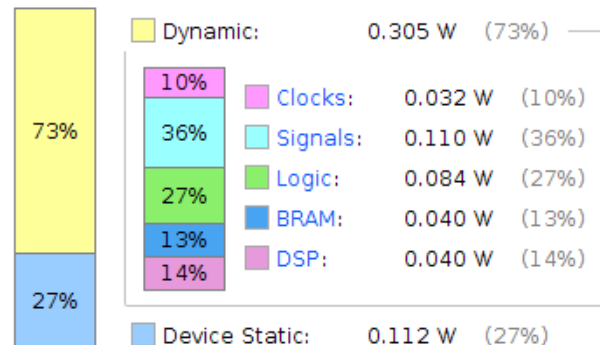 Dynamic: 0.305 W (73%)
73%
10%
Clocks: 0.032 W (10%)
36%
Signals: 0.110 W (36%)
27%
Logic: 0.084 W (27%)
13%
BRAM: 0.040 W (13%)
14%
DSP: 0.040 W (14%)
27%
Device Static: 0.112 W (27%)